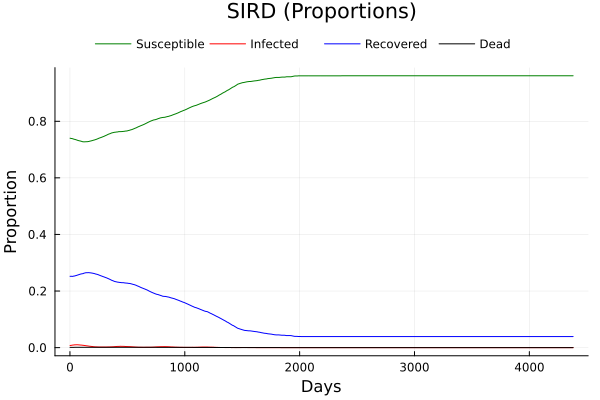 SIRD (Proportions)
Susceptible Infected Recovered Dead
Proportion
0.8
0.6
0.4
0.2
0.0
0 1000 2000 3000 4000
Days